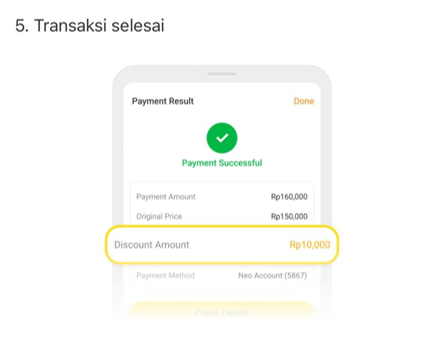 5. Transaksi selesai
Payment Result Done
Payment Successful
Payment Amount Rp160,000
Original Price Rp150,000
Discount Amount Rp10,000
Payment Method Neo Account (5867)
Check Details